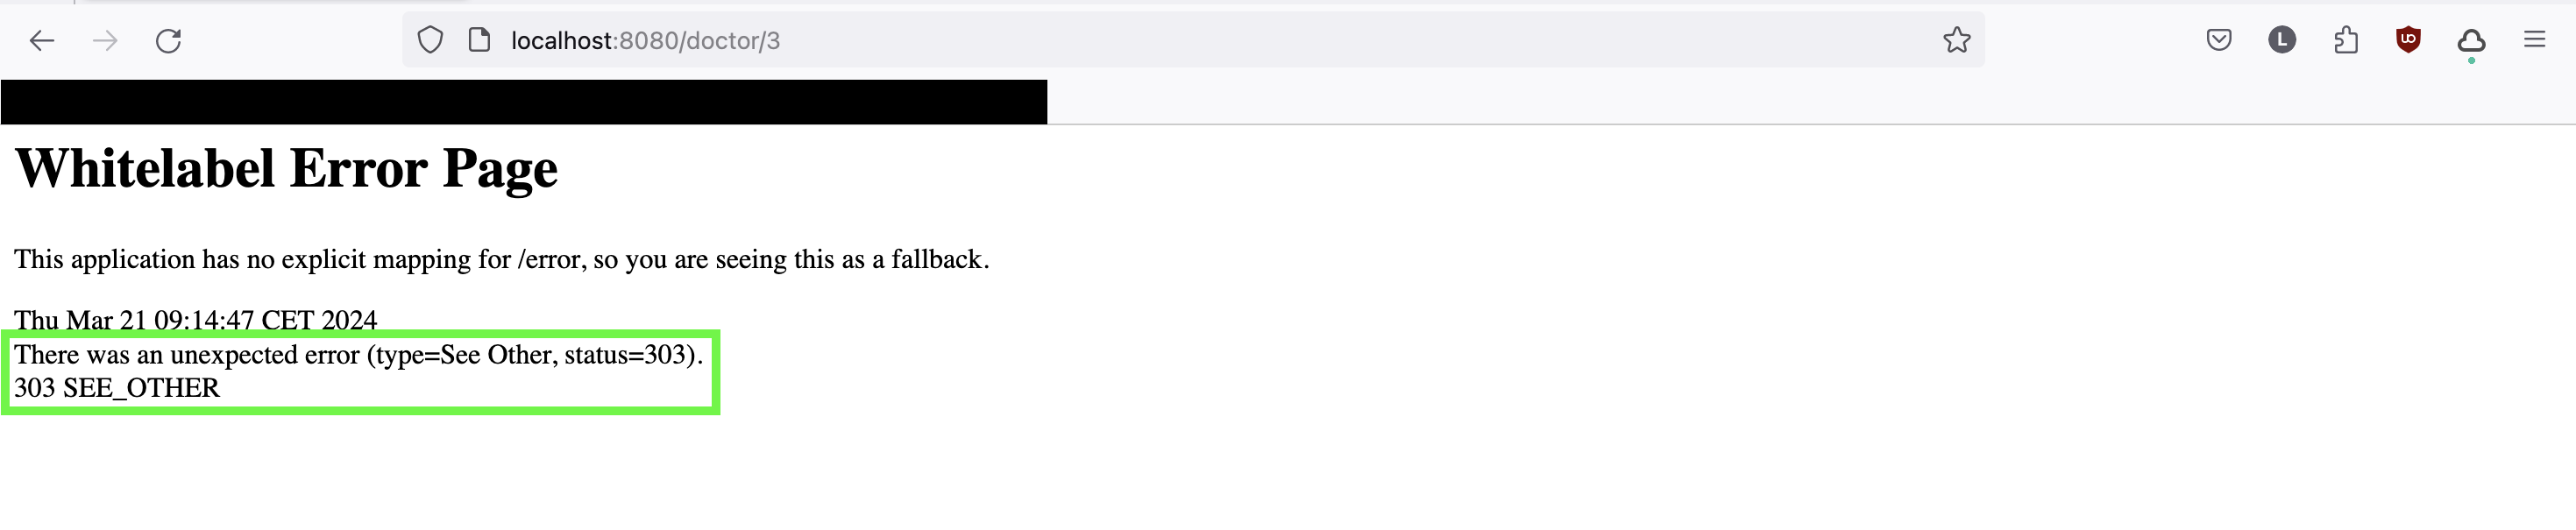 localhost:8080/doctor/3
L
Whitelabel Error Page
This application has no explicit mapping for /error, so you are seeing this as a fallback.
Thu Mar 21 09:14:47 CET 2024
There was an unexpected error (type=See Other, status=303).
303 SEE_OTHER